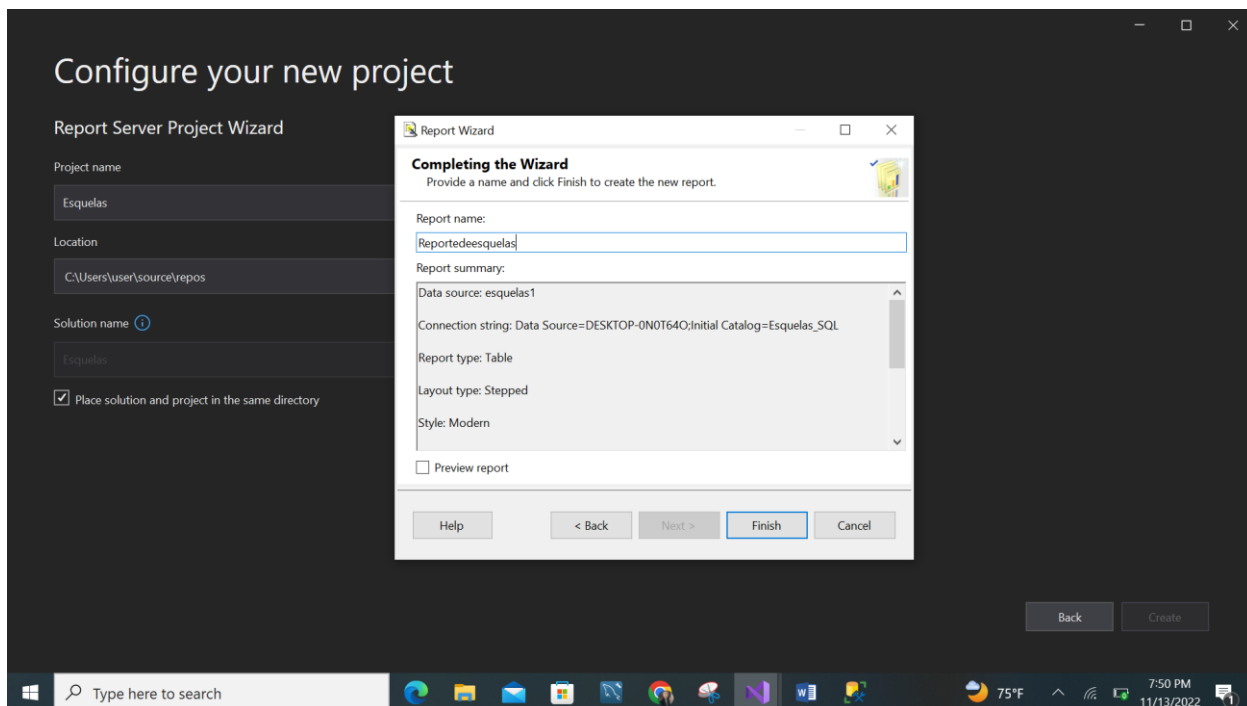 Configure your new project
Report Server Project Wizard
Project name
Esquelas
Location
C:\Users\user\source\repos
Solution name
Esquelas
Place solution and project in the same directory
Report Wizard
Completing the Wizard
Provide a name and click Finish to create the new report.
Report name:
Reportedeesquelas
Report summary:
Data source: esquelas1
Connection string: Data Source=DESKTOP-0N0T64O;Initial Catalog=Esquelas_SQL
Report type: Table
Layout type: Stepped
Style: Modern
Preview report
Help < Back Next > Finish Cancel
Back Create
Type here to search
75°F
7:50 PM
11/13/2022
1